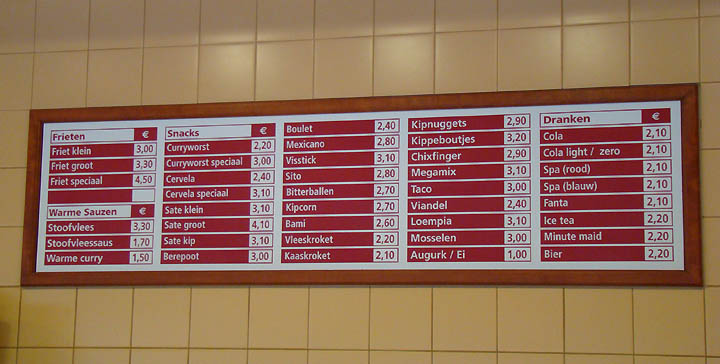 Frieten €
Friet klein 3,00
Friet groot 3,30
Friet speciaal 4,50
Warme Sauzen €
Stoofvlees 3,30
Stoofvleessaus 1,70
Warme curry 1,50
Snacks €
Curryworst 2,20
Curryworst speciaal 3,00
Cervela 2,40
Cervela speciaal 3,10
Sate klein 3,10
Sate groot 4,10
Sate kip 3,10
Berepoot 3,00
Boulet 2,40
Mexicano 2,80
Visstick 3,10
Sito 2,80
Bitterballen 2,70
Kipcorn 2,70
Bami 2,60
Vleeskroket 2,20
Kaaskroket 2,10
Kipnuggets 2,90
Kippeboutjes 3,20
Chixfinger 2,90
Megamix 3,10
Taco 3,00
Viandel 2,40
Loempia 3,10
Mosselen 3,00
Augurk / Ei 1,00
Dranken €
Cola 2,10
Cola light / zero 2,10
Spa (rood) 2,10
Spa (blauw) 2,10
Fanta 2,10
Ice tea 2,20
Minute maid 2,20
Bier 2,20